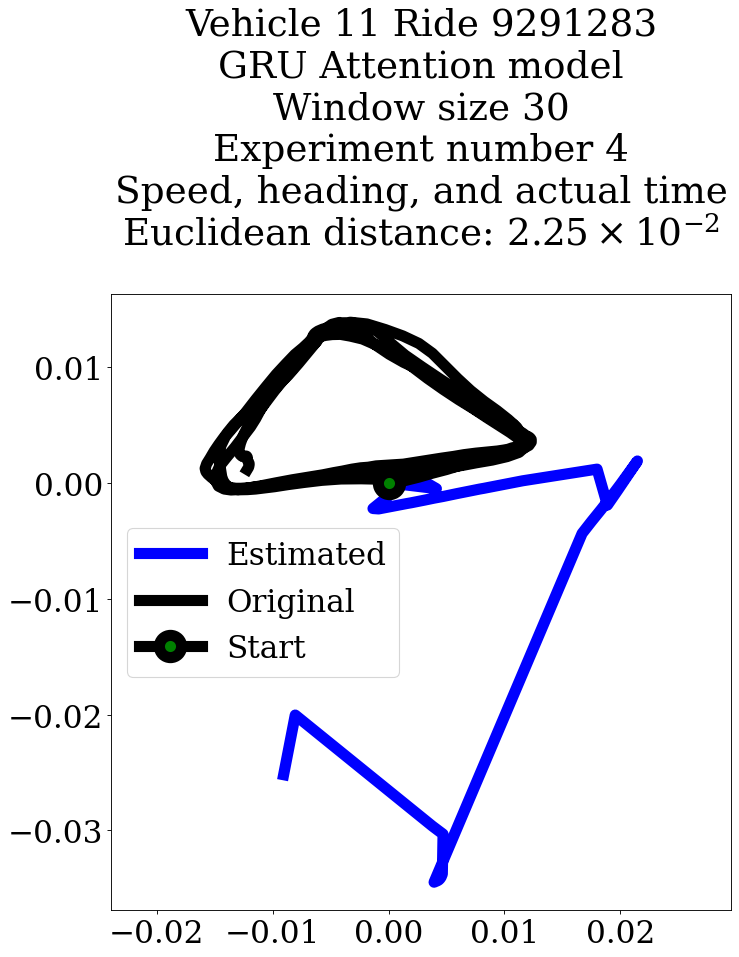 Vehicle 11 Ride 9291283
GRU Attention model
Window size 30
Experiment number 4
Speed, heading, and actual time
Euclidean distance: 2.25 × 10⁻²
0.01
0.00
−0.01
−0.02
−0.03
Estimated
Original
Start
−0.02 −0.01 0.00 0.01 0.02